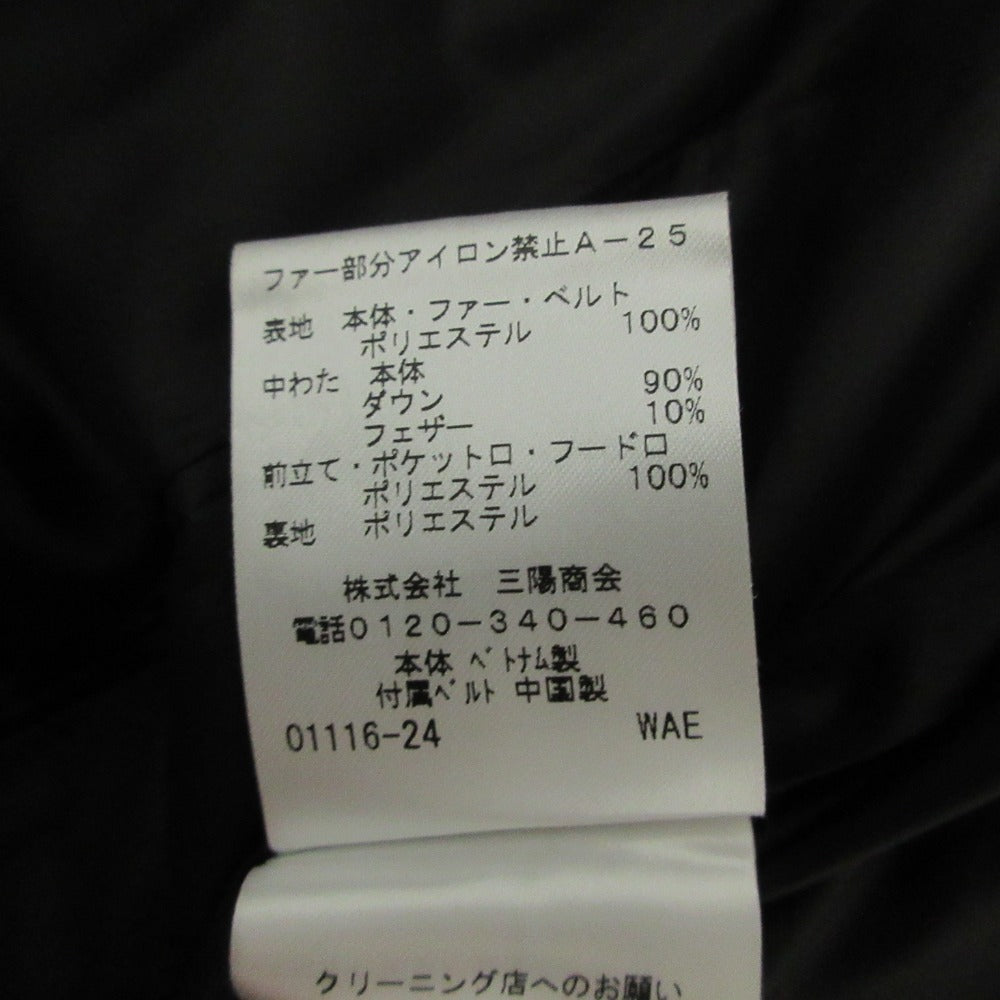 ファー部分アイロン禁止A－25
表地 本体・ファー・ベルト
ポリエステル 100%
中わた 本体
ダウン 90%
フェザー 10%
前立て・ポケット口・フード口
ポリエステル 100%
裏地 ポリエステル
株式会社 三陽商会
電話0120－340－460
本体 ﾍﾞﾄﾅﾑ製
付属ﾍﾞﾙﾄ 中国製
01116-24 WAE
クリーニング店へのお願い